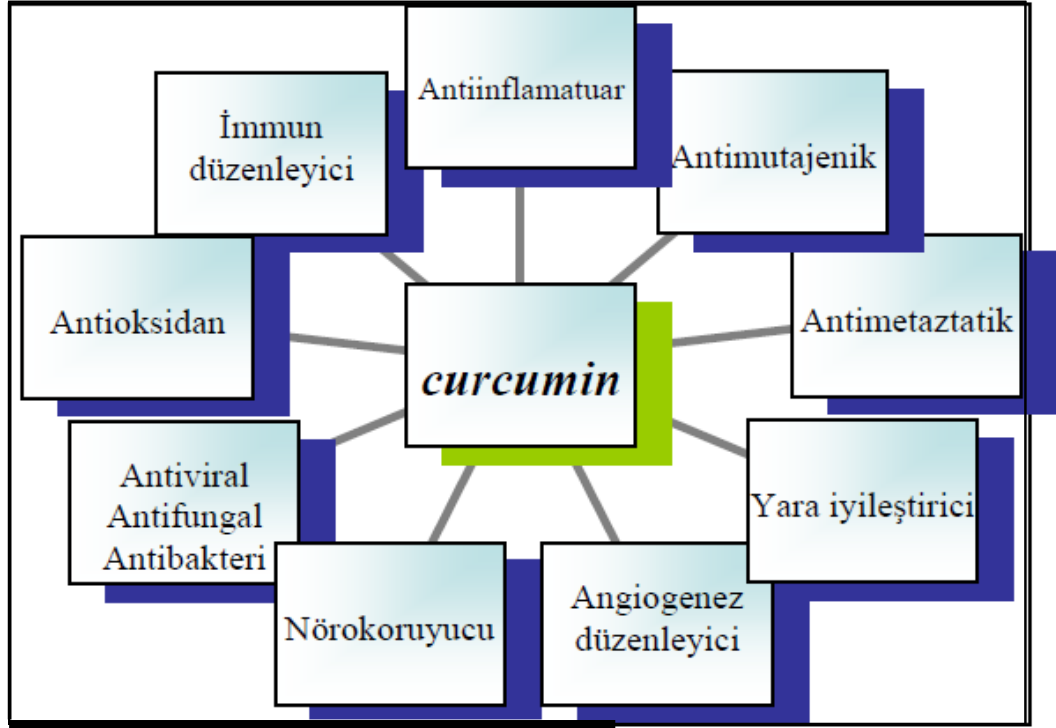 Antiinflamatuar
Antimutajenik
Antimetaztatik
Yara iyileştirici
Angiogenez
düzenleyici
Nörokoruyucu
Antiviral
Antifungal
Antibakteri
Antioksidan
İmmun
düzenleyici
curcumin